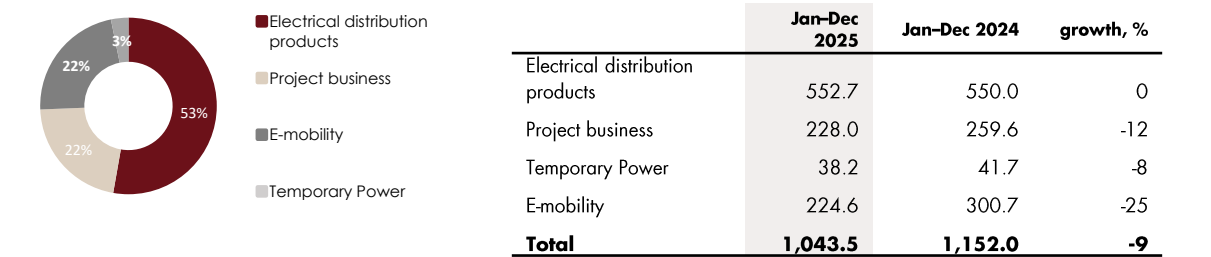 3%
22%
22%
53%
Electrical distribution
products
Project business
E-mobility
Temporary Power
Jan–Dec
2025 Jan–Dec 2024 growth, %
Electrical distribution
products 552.7 550.0 0
Project business 228.0 259.6 -12
Temporary Power 38.2 41.7 -8
E-mobility 224.6 300.7 -25
Total 1,043.5 1,152.0 -9